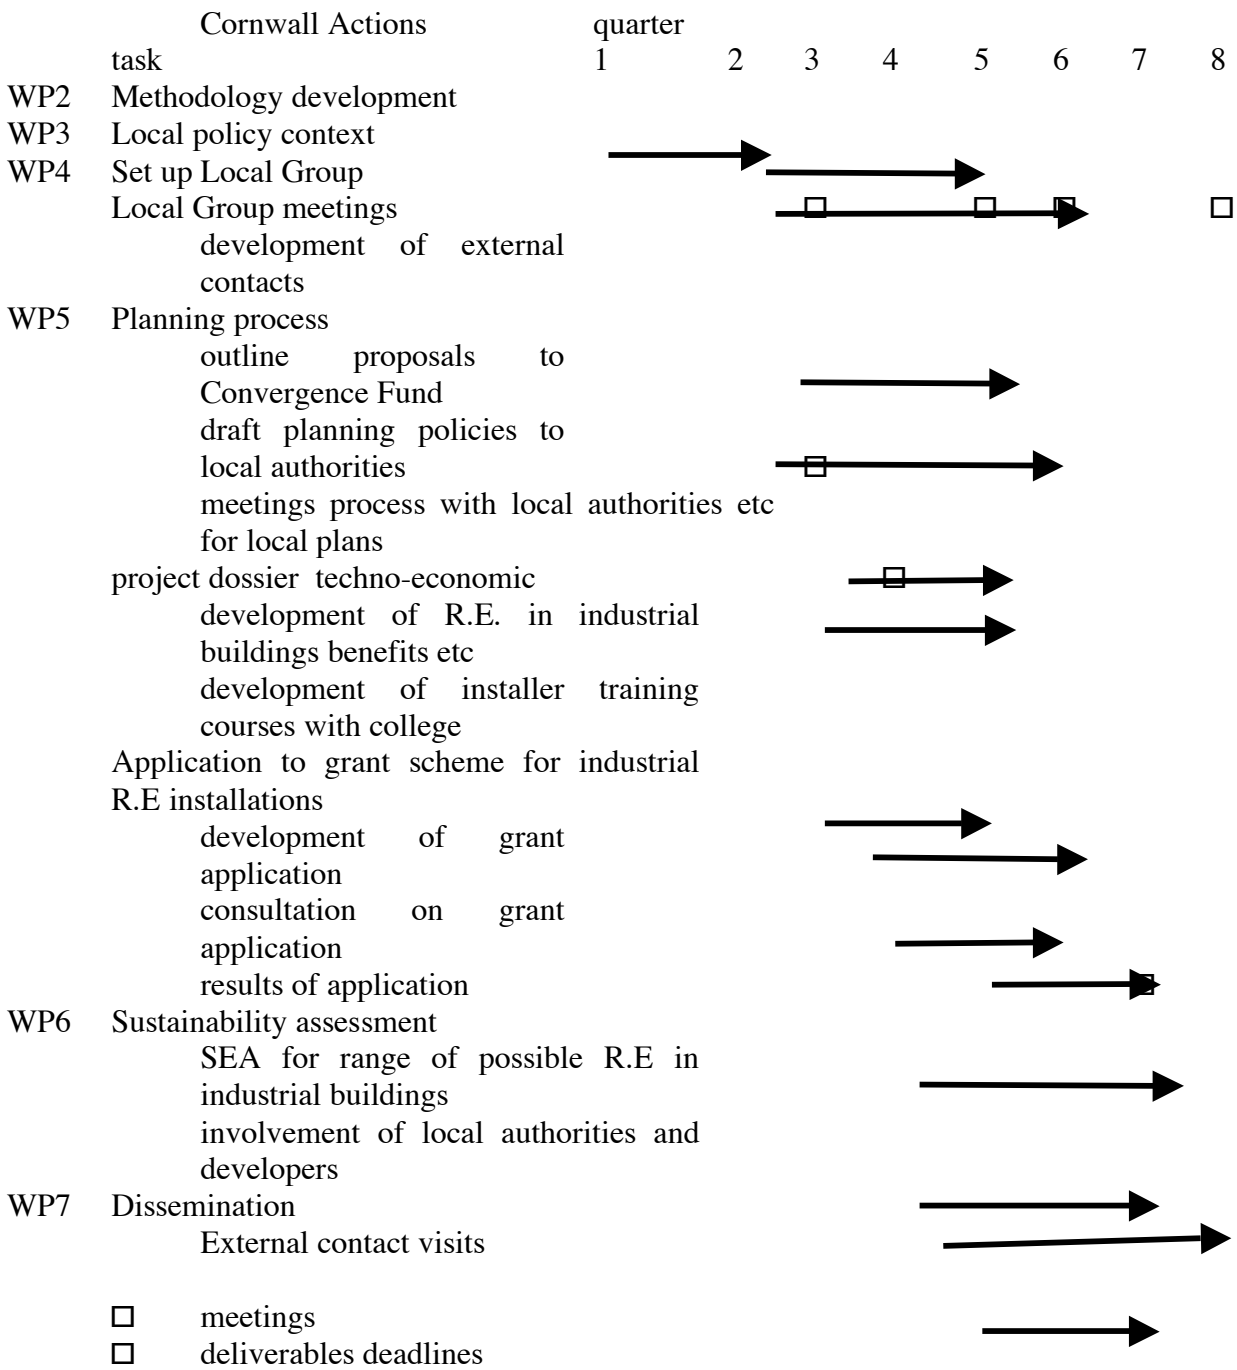 Cornwall Actions quarter
task 1 2 3 4 5 6 7 8
WP2 Methodology development
WP3 Local policy context
WP4 Set up Local Group
Local Group meetings
development of external
contacts
WP5 Planning process
outline proposals to
Convergence Fund
draft planning policies to
local authorities
meetings process with local authorities etc
for local plans
project dossier techno-economic
development of R.E. in industrial
buildings benefits etc
development of installer training
courses with college
Application to grant scheme for industrial
R.E installations
development of grant
application
consultation on grant
application
results of application
WP6 Sustainability assessment
SEA for range of possible R.E in
industrial buildings
involvement of local authorities and
developers
WP7 Dissemination
External contact visits
meetings
deliverables deadlines